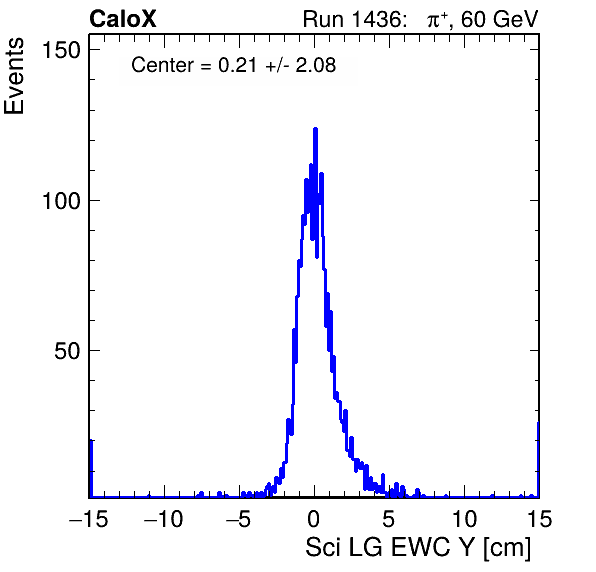 CaloX Run 1436: π⁺, 60 GeV
Center = 0.21 +/- 2.08
Events
150
100
50
−15 −10 −5 0 5 10 15
Sci LG EWC Y [cm]